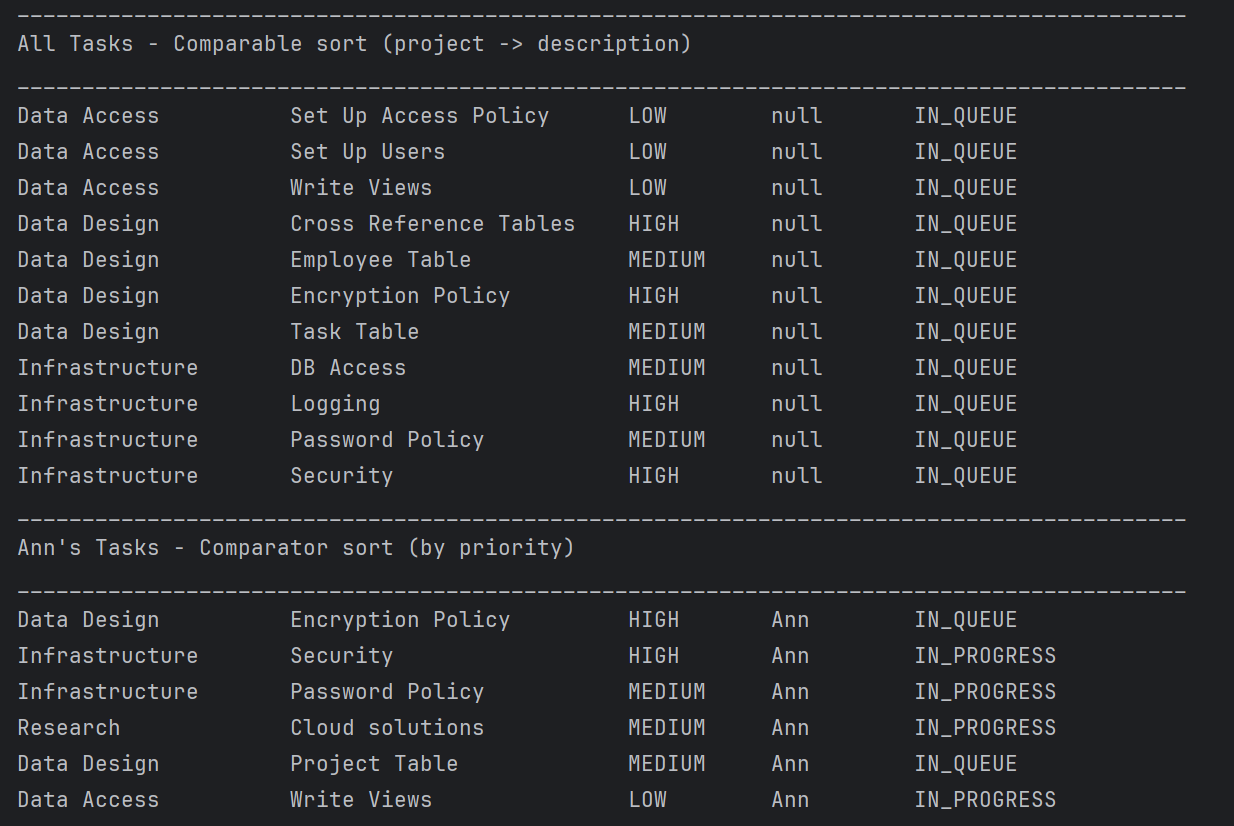 ------------------------------------------------------------------------------------------
All Tasks - Comparable sort (project -> description)
------------------------------------------------------------------------------------------
Data Access          Set Up Access Policy      LOW        null       IN_QUEUE
Data Access          Set Up Users              LOW        null       IN_QUEUE
Data Access          Write Views               LOW        null       IN_QUEUE
Data Design          Cross Reference Tables    HIGH       null       IN_QUEUE
Data Design          Employee Table            MEDIUM     null       IN_QUEUE
Data Design          Encryption Policy         HIGH       null       IN_QUEUE
Data Design          Task Table                MEDIUM     null       IN_QUEUE
Infrastructure       DB Access                 MEDIUM     null       IN_QUEUE
Infrastructure       Logging                   HIGH       null       IN_QUEUE
Infrastructure       Password Policy           MEDIUM     null       IN_QUEUE
Infrastructure       Security                  HIGH       null       IN_QUEUE
------------------------------------------------------------------------------------------
Ann's Tasks - Comparator sort (by priority)
------------------------------------------------------------------------------------------
Data Design          Encryption Policy         HIGH       Ann        IN_QUEUE
Infrastructure       Security                  HIGH       Ann        IN_PROGRESS
Infrastructure       Password Policy           MEDIUM     Ann        IN_PROGRESS
Research             Cloud solutions           MEDIUM     Ann        IN_PROGRESS
Data Design          Project Table             MEDIUM     Ann        IN_QUEUE
Data Access          Write Views               LOW        Ann        IN_PROGRESS